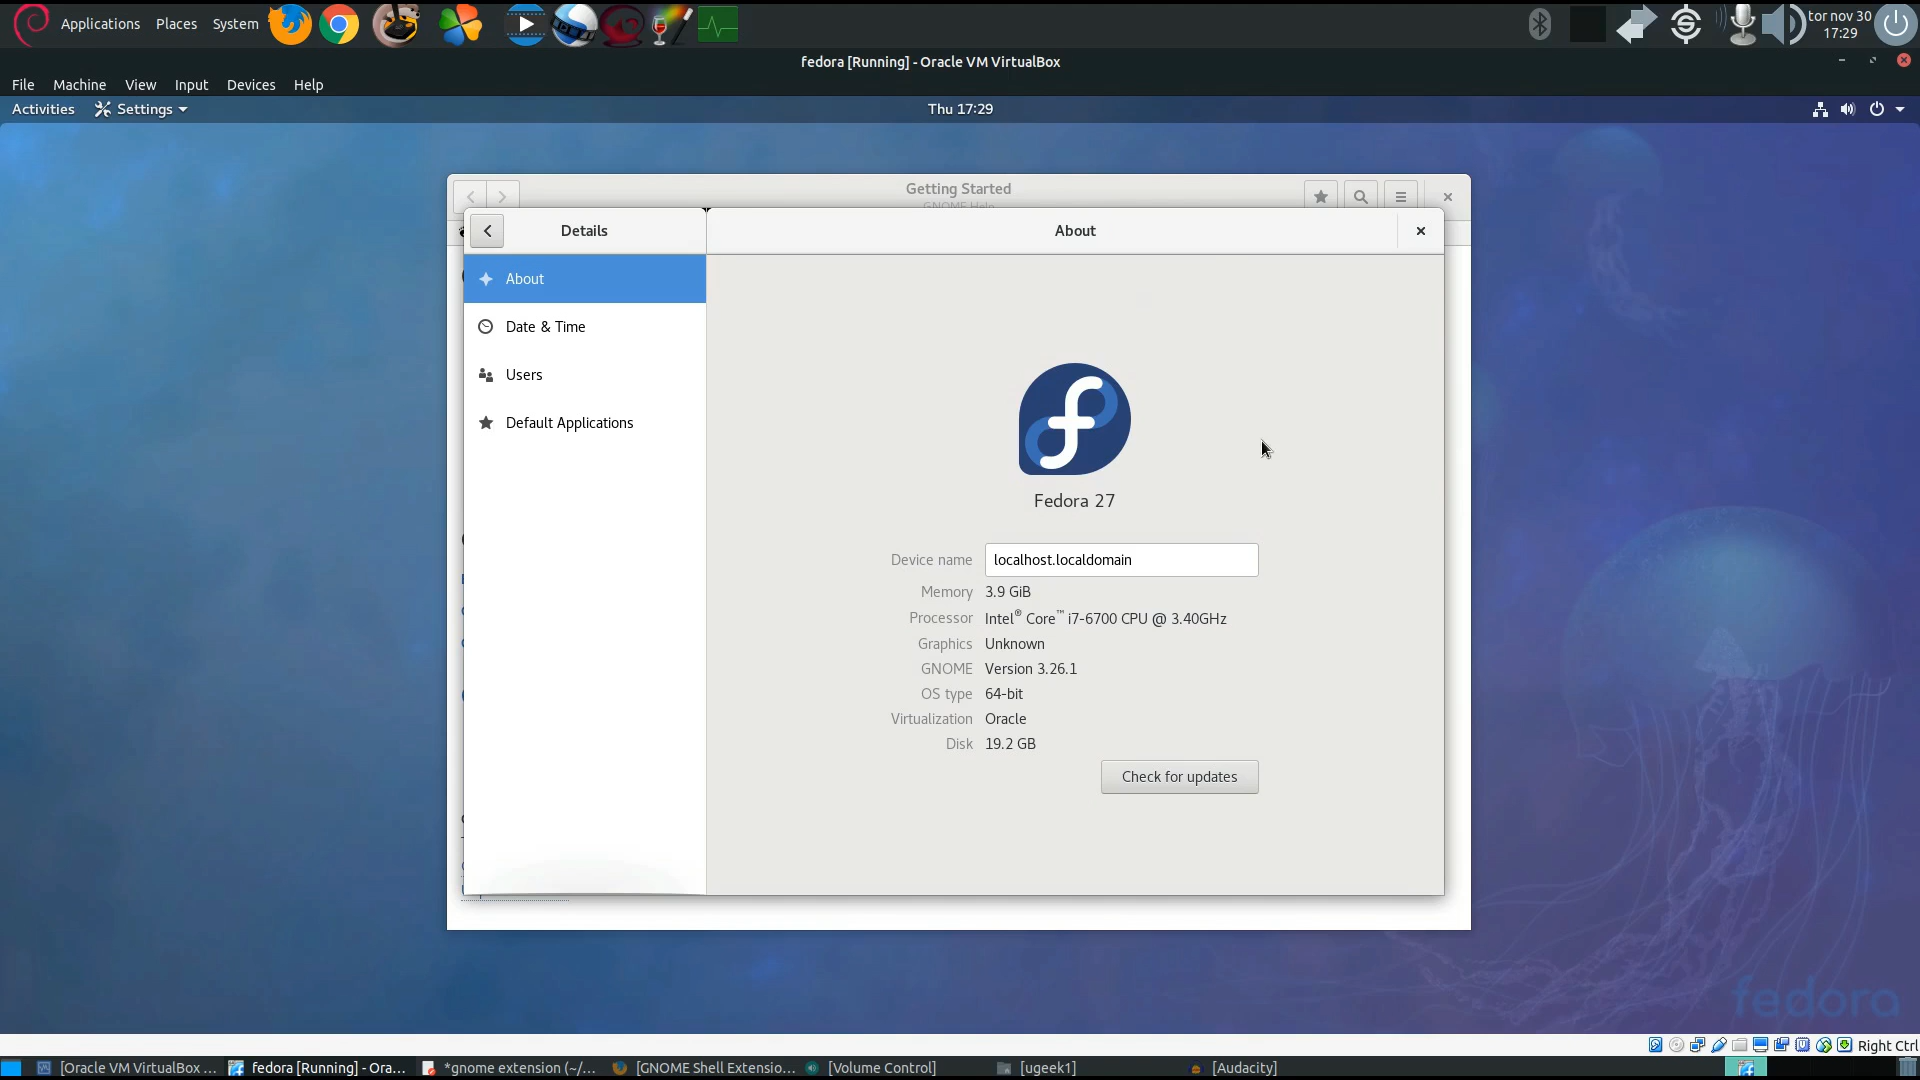 Applications Places System
tor nov 30
17:29
fedora [Running] - Oracle VM VirtualBox
File Machine View Input Devices Help
Activities Settings Thu 17:29
Getting Started
GNOME Help
Details About
About
Date & Time
Users
Default Applications
Fedora 27
Device name localhost.localdomain
Memory 3.9 GiB
Processor Intel® Core™ i7-6700 CPU @ 3.40GHz
Graphics Unknown
GNOME Version 3.26.1
OS type 64-bit
Virtualization Oracle
Disk 19.2 GB
Check for updates
fedora
Right Ctrl
[Oracle VM VirtualBox ... fedora [Running] - Ora... *gnome extension (~/... [GNOME Shell Extensio... [Volume Control] [ugeek1] [Audacity]